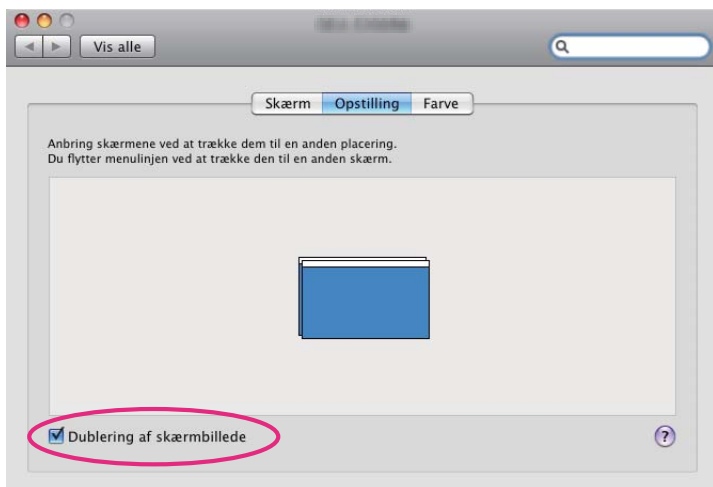 Vis alle
Skærm Opstilling Farve
Anbring skærmene ved at trække dem til en anden placering.
Du flytter menulinjen ved at trække den til en anden skærm.
Dublering af skærmbillede
?